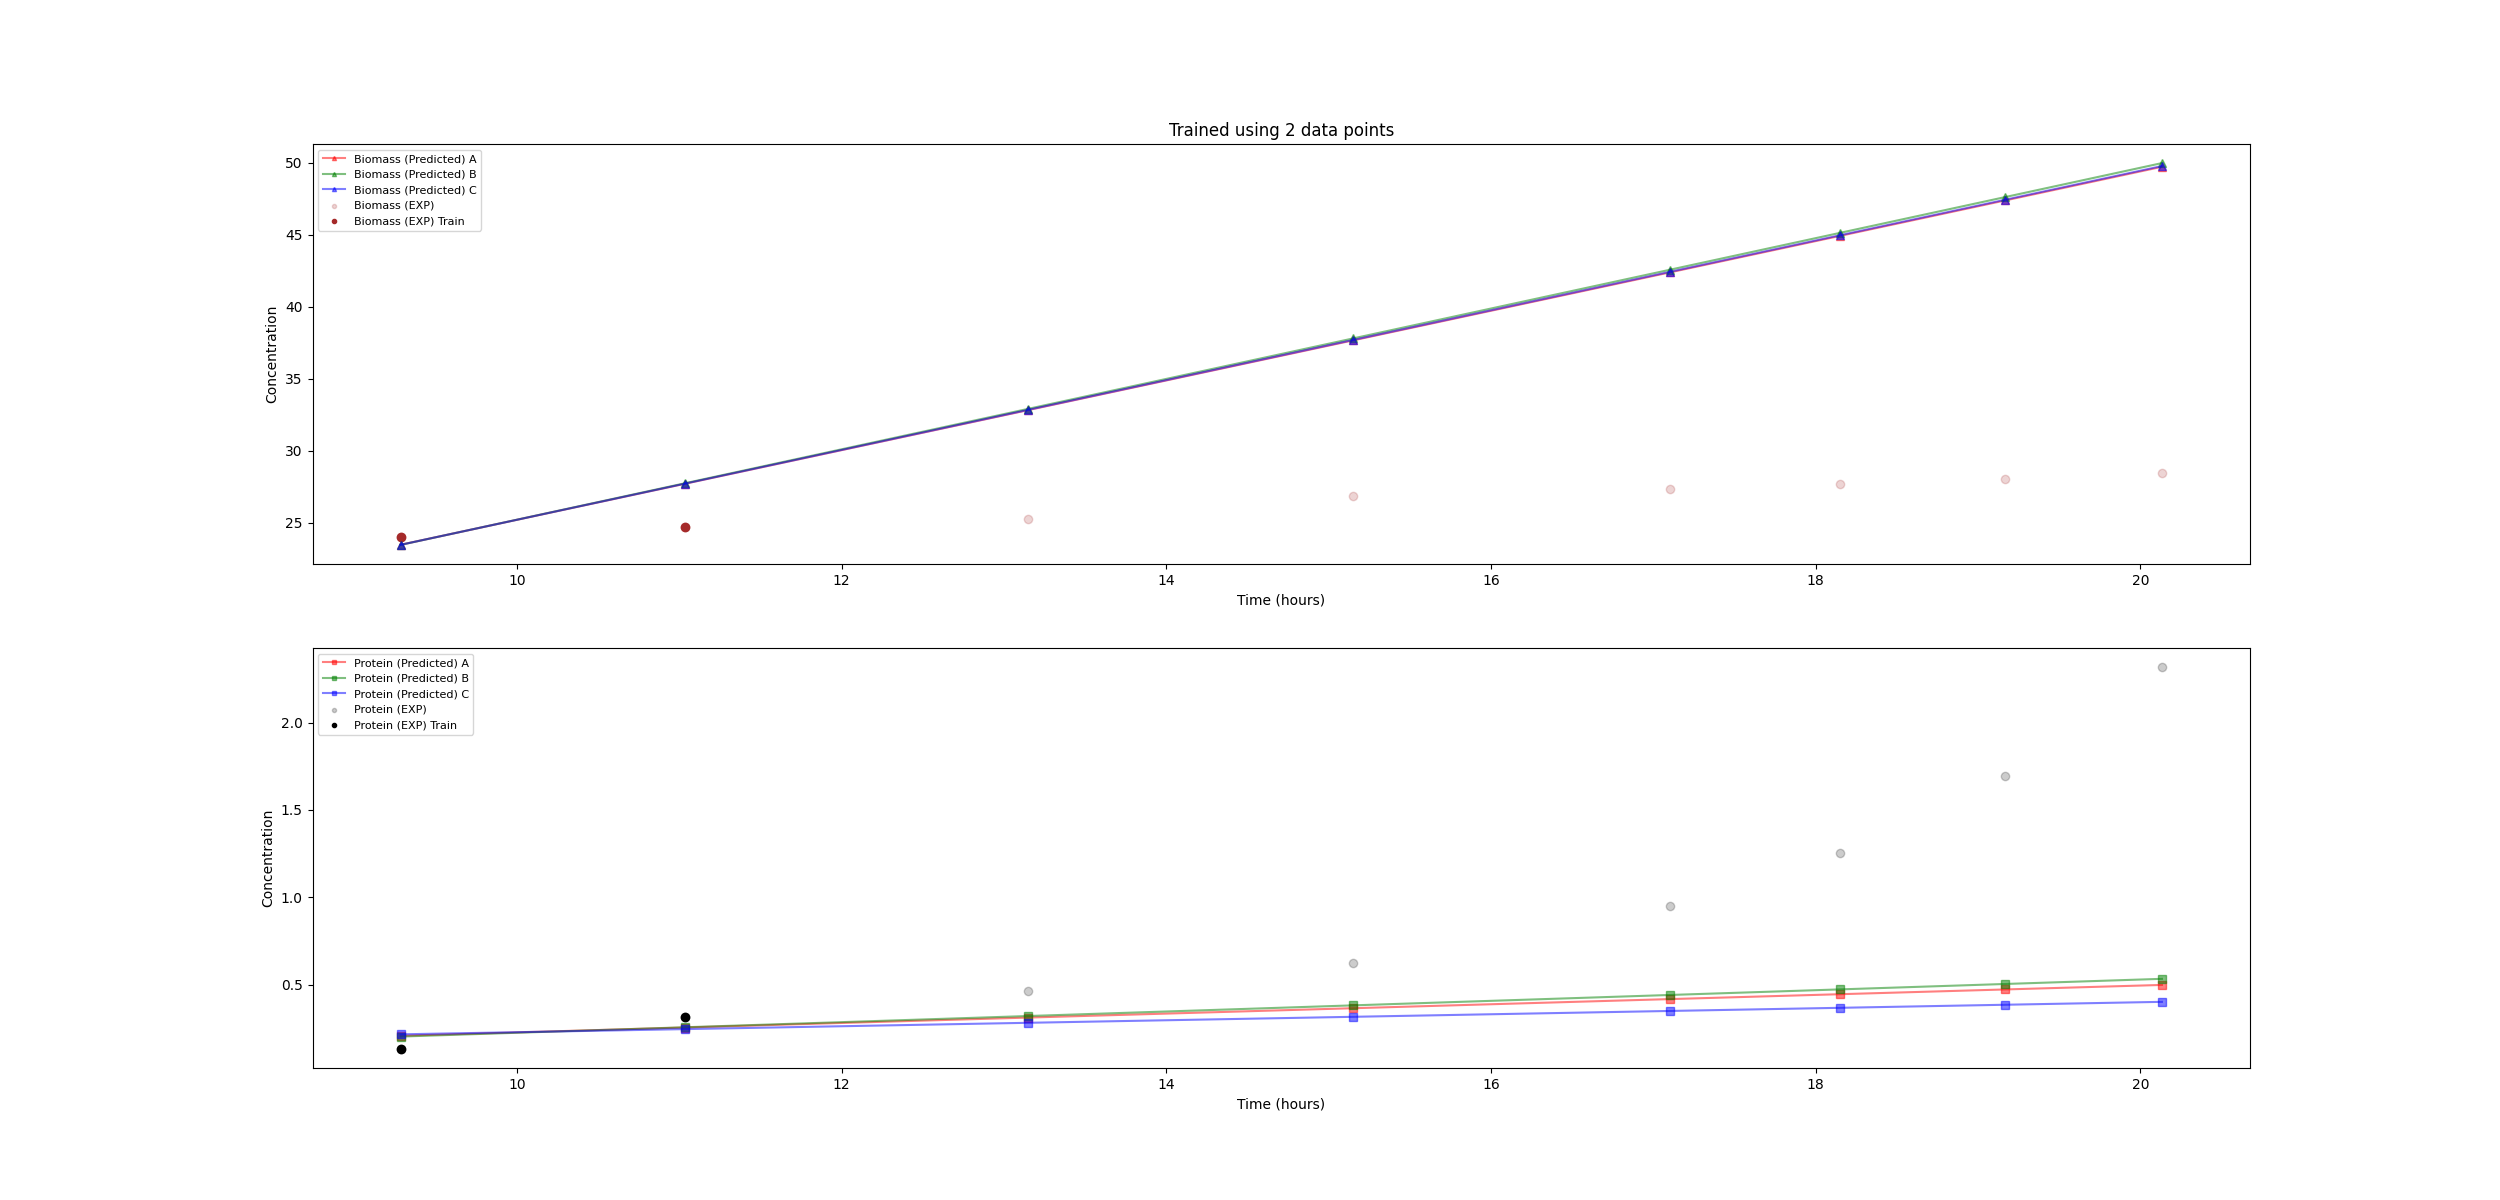 Trained using 2 data points
Biomass (Predicted) A
Biomass (Predicted) B
Biomass (Predicted) C
Biomass (EXP)
Biomass (EXP) Train
50
45
40
35
30
25
Concentration
10 12 14 16 18 20
Time (hours)
Protein (Predicted) A
Protein (Predicted) B
Protein (Predicted) C
Protein (EXP)
Protein (EXP) Train
2.0
1.5
1.0
0.5
Concentration
10 12 14 16 18 20
Time (hours)